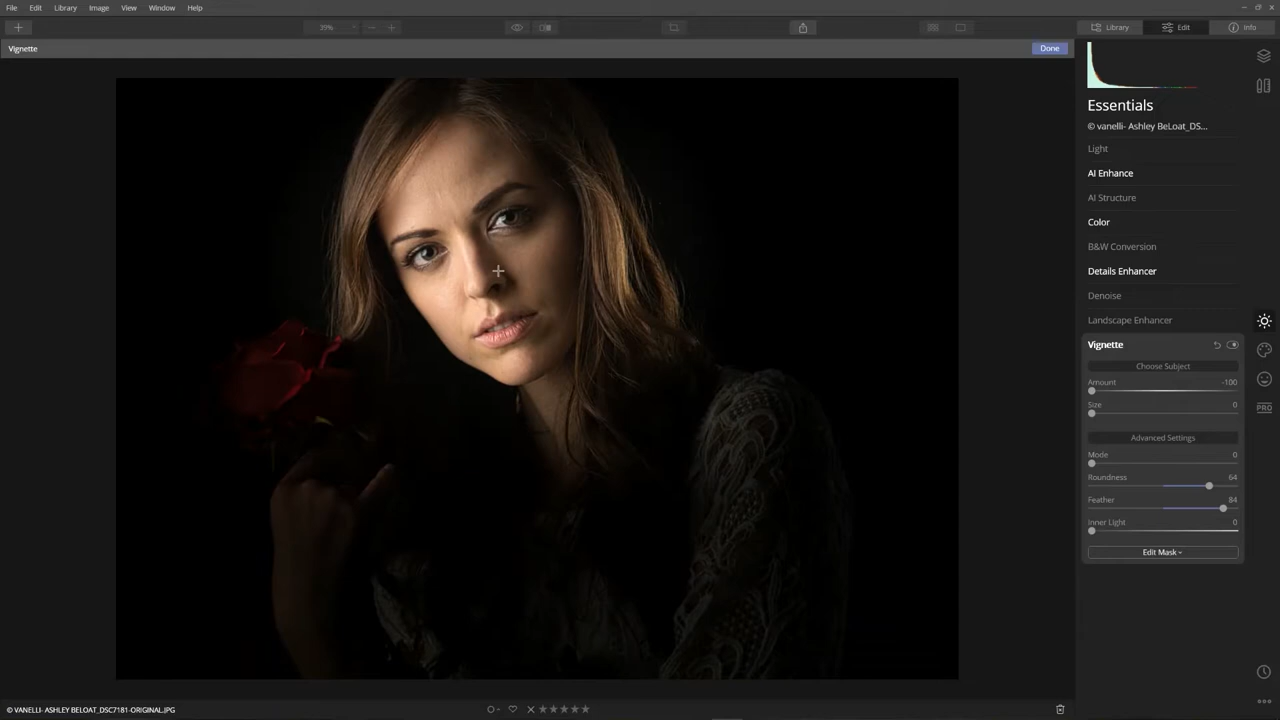 File Edit Library Image View Window Help
39% Library Edit Info
Vignette Done
Essentials
© vanelli- Ashley BeLoat_DS...
Light
AI Enhance
AI Structure
Color
B&W Conversion
Details Enhancer
Denoise
Landscape Enhancer
Vignette
Choose Subject
Amount -100
Size 0
Advanced Settings
Mode 0
Roundness 64
Feather 84
Inner Light 0
Edit Mask
PRO
© VANELLI- ASHLEY BELOAT_DSC7181-ORIGINAL.JPG